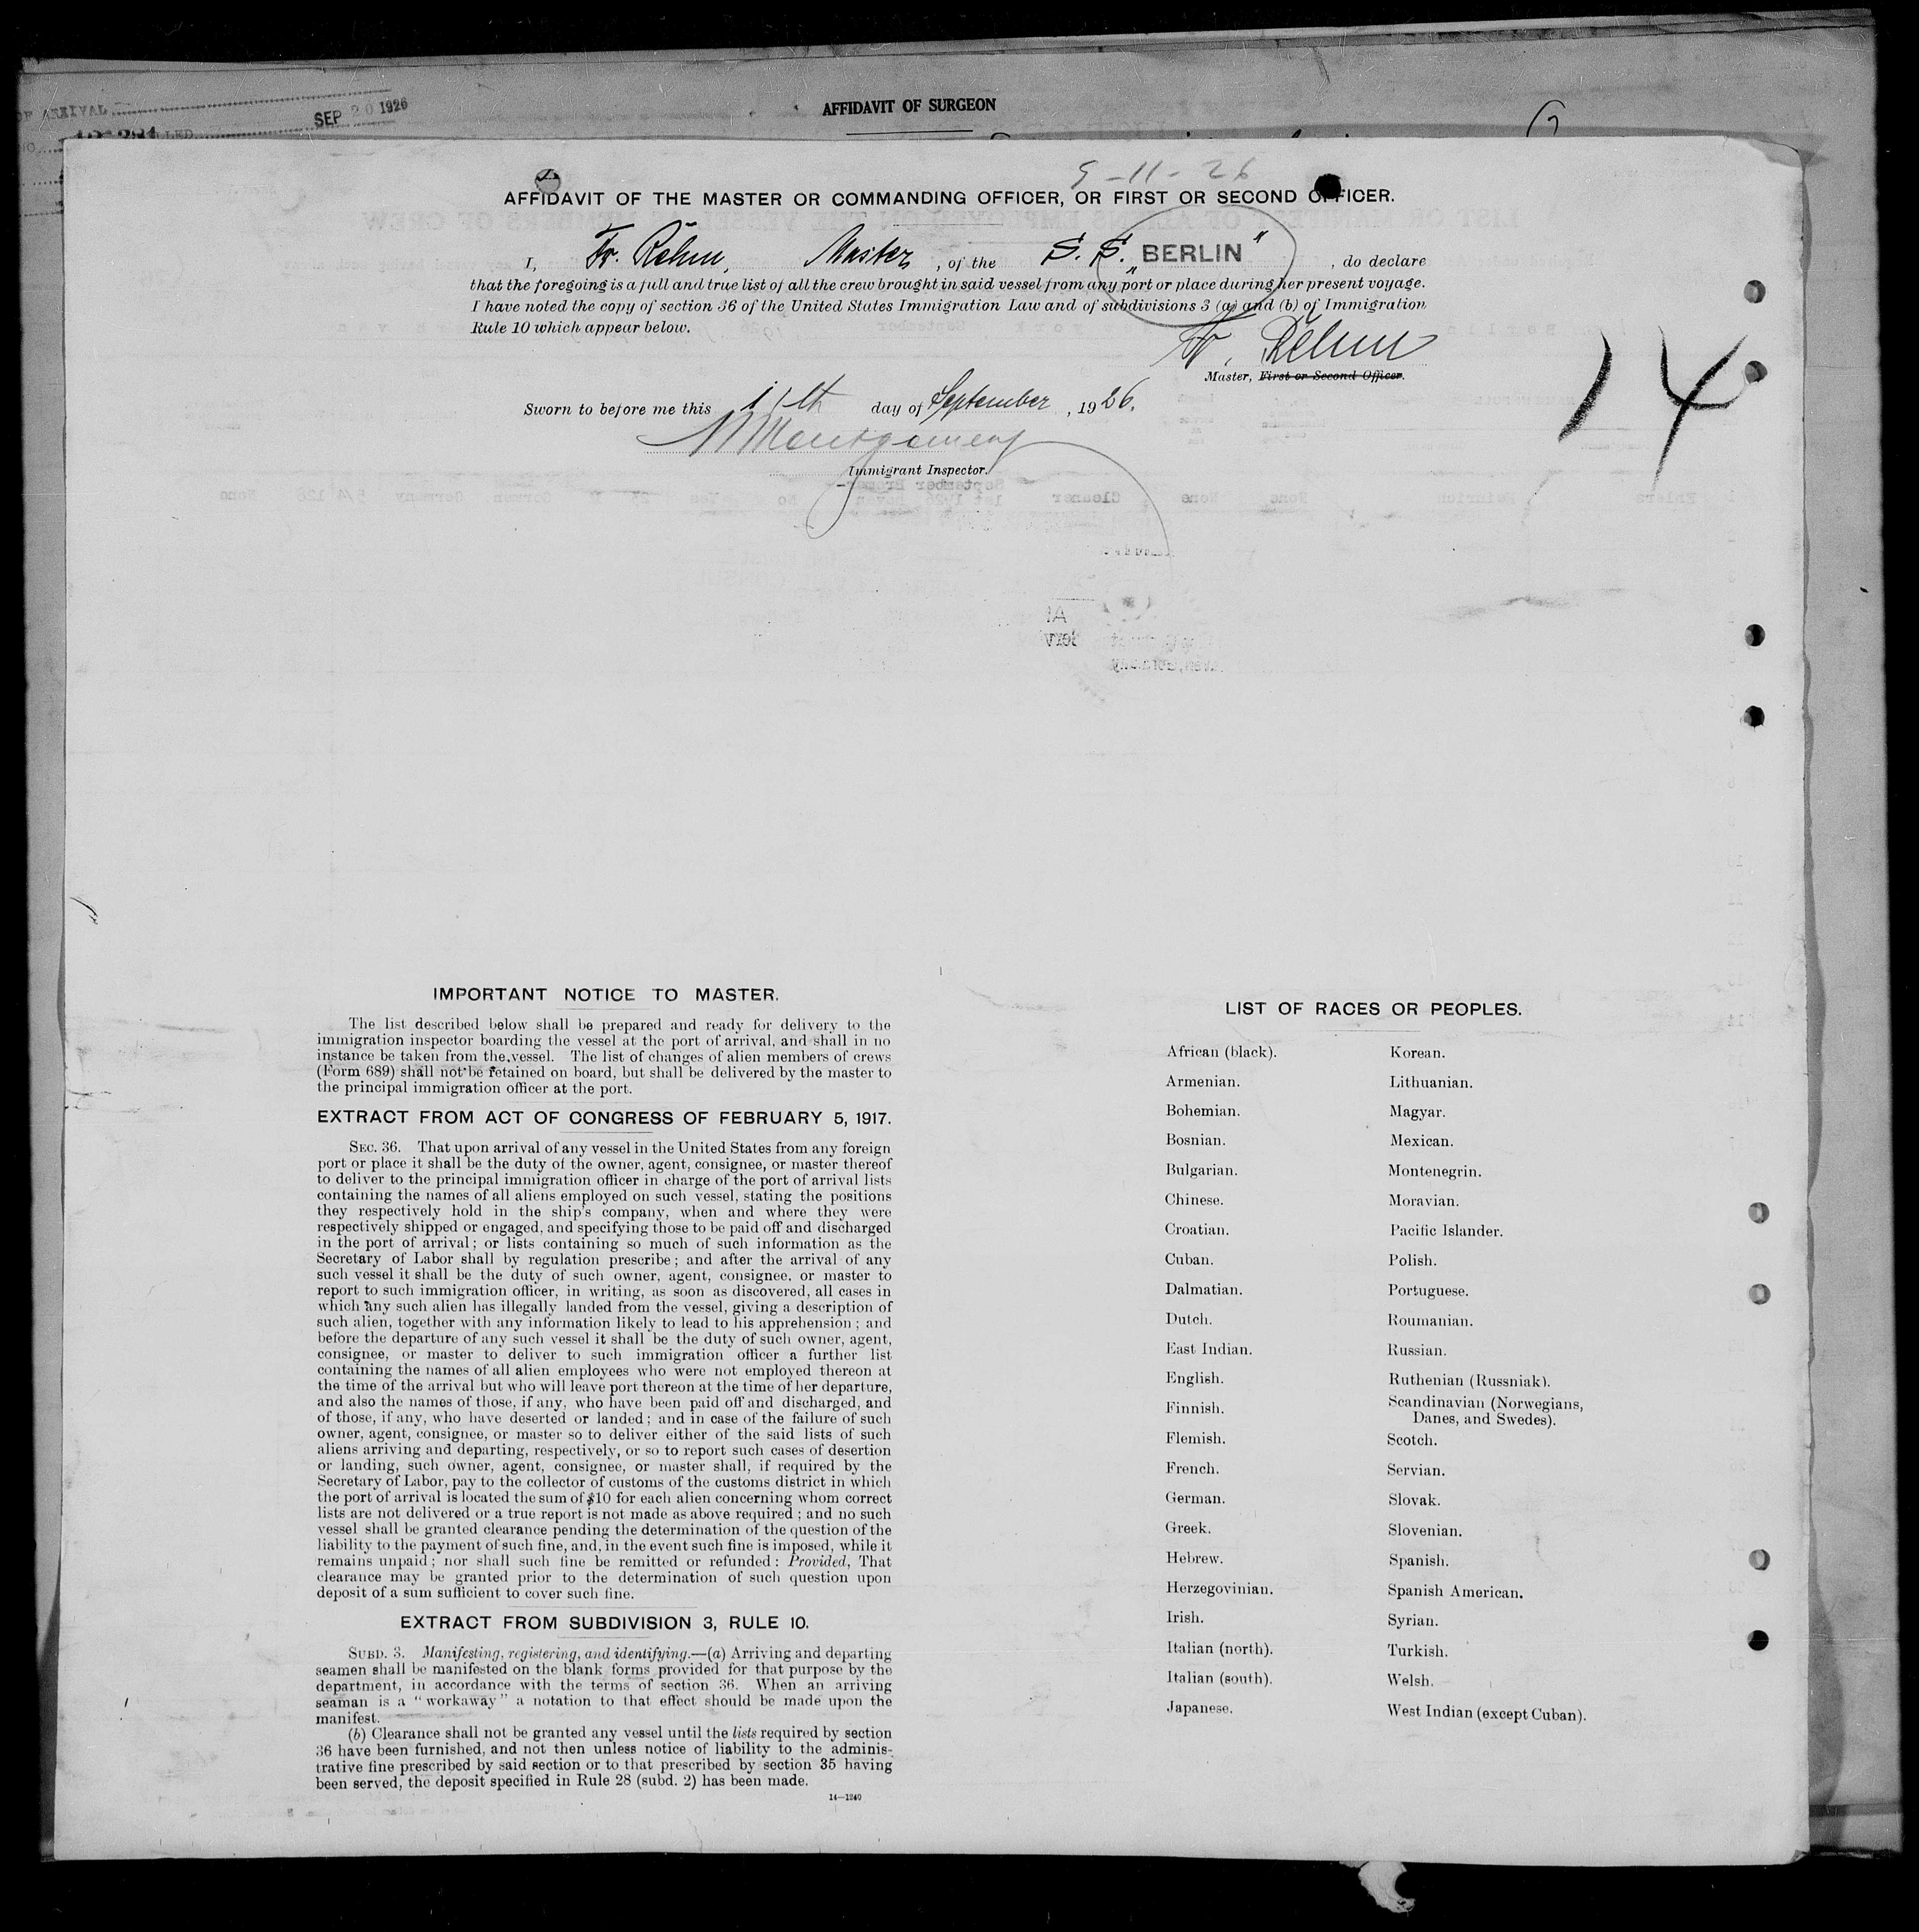 SEP 20 1926
AFFIDAVIT OF SURGEON
9-11-26
AFFIDAVIT OF THE MASTER OR COMMANDING OFFICER, OR FIRST OR SECOND OFFICER.
I, Fr. Rehm, Master, of the S. S. "BERLIN", do declare
that the foregoing is a full and true list of all the crew brought in said vessel from any port or place during her present voyage.
I have noted the copy of section 36 of the United States Immigration Law and of subdivisions 3 (a) and (b) of Immigration
Rule 10 which appear below.
Fr. Rehm
Master, First or Second Officer.
14
Sworn to before me this 11th day of September, 1926.
Montgomery
Immigrant Inspector.
IMPORTANT NOTICE TO MASTER.
The list described below shall be prepared and ready for delivery to the
immigration inspector boarding the vessel at the port of arrival, and shall in no
instance be taken from the vessel. The list of changes of alien members of crews
(Form 689) shall not be retained on board, but shall be delivered by the master to
the principal immigration officer at the port.
EXTRACT FROM ACT OF CONGRESS OF FEBRUARY 5, 1917.
SEC. 36. That upon arrival of any vessel in the United States from any foreign
port or place it shall be the duty of the owner, agent, consignee, or master thereof
to deliver to the principal immigration officer in charge of the port of arrival lists
containing the names of all aliens employed on such vessel, stating the positions
they respectively hold in the ship's company, when and where they were
respectively shipped or engaged, and specifying those to be paid off and discharged
in the port of arrival; or lists containing so much of such information as the
Secretary of Labor shall by regulation prescribe; and after the arrival of any
such vessel it shall be the duty of such owner, agent, consignee, or master to
report to such immigration officer, in writing, as soon as discovered, all cases in
which any such alien has illegally landed from the vessel, giving a description of
such alien, together with any information likely to lead to his apprehension; and
before the departure of any such vessel it shall be the duty of such owner, agent,
consignee, or master to deliver to such immigration officer a further list
containing the names of all alien employees who were not employed thereon at
the time of the arrival but who will leave port thereon at the time of her departure,
and also the names of those, if any, who have been paid off and discharged, and
of those, if any, who have deserted or landed; and in case of the failure of such
owner, agent, consignee, or master so to deliver either of the said lists of such
aliens arriving and departing, respectively, or so to report such cases of desertion
or landing, such owner, agent, consignee, or master shall, if required by the
Secretary of Labor, pay to the collector of customs of the customs district in which
the port of arrival is located the sum of $10 for each alien concerning whom correct
lists are not delivered or a true report is not made as above required; and no such
vessel shall be granted clearance pending the determination of the question of the
liability to the payment of such fine, and, in the event such fine is imposed, while it
remains unpaid; nor shall such fine be remitted or refunded: Provided, That
clearance may be granted prior to the determination of such question upon
deposit of a sum sufficient to cover such fine.
EXTRACT FROM SUBDIVISION 3, RULE 10.
SUBD. 3. Manifesting, registering, and identifying.—(a) Arriving and departing
seamen shall be manifested on the blank forms provided for that purpose by the
department, in accordance with the terms of section 36. When an arriving
seaman is a "workaway" a notation to that effect should be made upon the
manifest.
(b) Clearance shall not be granted any vessel until the lists required by section
36 have been furnished, and not then unless notice of liability to the adminis-
trative fine prescribed by said section or to that prescribed by section 35 having
been served, the deposit specified in Rule 28 (subd. 2) has been made.
14—1240
LIST OF RACES OR PEOPLES.
African (black).
Armenian.
Bohemian.
Bosnian.
Bulgarian.
Chinese.
Croatian.
Cuban.
Dalmatian.
Dutch.
East Indian.
English.
Finnish.
Flemish.
French.
German.
Greek.
Hebrew.
Herzegovinian.
Irish.
Italian (north).
Italian (south).
Japanese.
Korean.
Lithuanian.
Magyar.
Mexican.
Montenegrin.
Moravian.
Pacific Islander.
Polish.
Portuguese.
Roumanian.
Russian.
Ruthenian (Russniak).
Scandinavian (Norwegians,
Danes, and Swedes).
Scotch.
Servian.
Slovak.
Slovenian.
Spanish.
Spanish American.
Syrian.
Turkish.
Welsh.
West Indian (except Cuban).